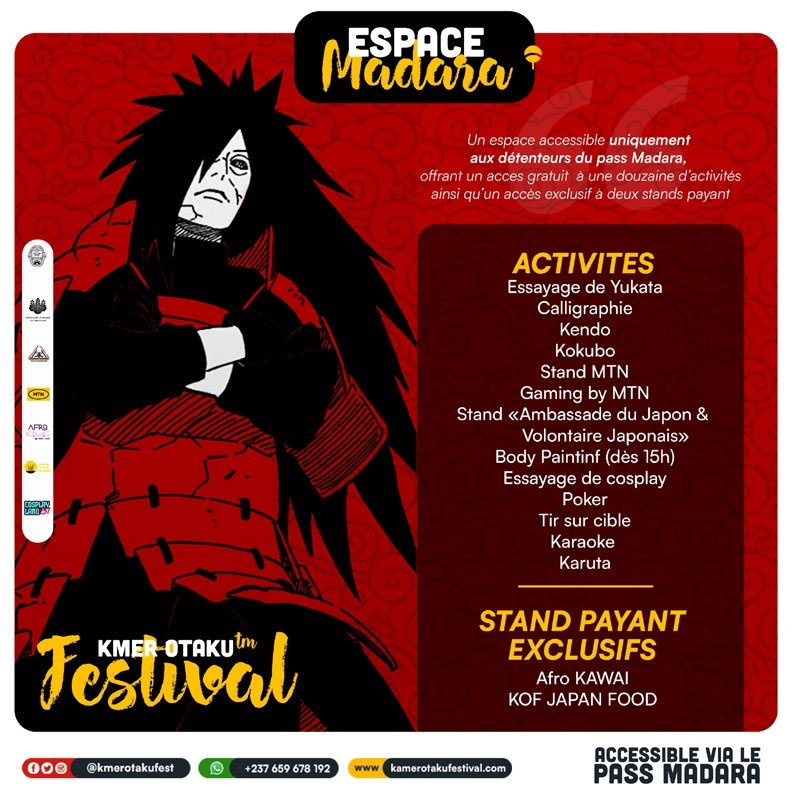 ESPACE
Madara
Un espace accessible uniquement
aux détenteurs du pass Madara,
offrant un acces gratuit à une douzaine d'activités
ainsi qu'un accès exclusif à deux stands payant
ACTIVITES
Essayage de Yukata
Calligraphie
Kendo
Kokubo
Stand MTN
Gaming by MTN
Stand «Ambassade du Japon &
Volontaire Japonais»
Body Paintinf (dès 15h)
Essayage de cosplay
Poker
Tir sur cible
Karaoke
Karuta
STAND PAYANT
EXCLUSIFS
Afro KAWAI
KOF JAPAN FOOD
MTN
AFRO
COSPLAY
LAND
KMER OTAKU tm
Festival
@kmerotakufest
+237 659 678 192
www kamerotakufestival.com
ACCESSIBLE VIA LE
PASS MADARA